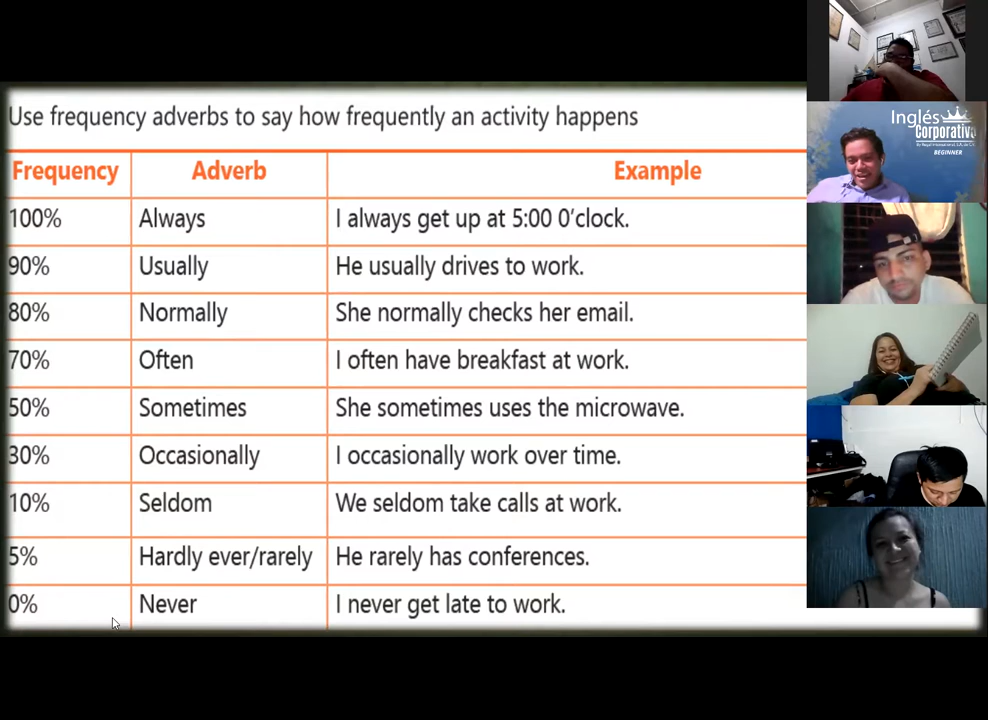 Use frequency adverbs to say how frequently an activity happens
Frequency Adverb Example
100% Always I always get up at 5:00 0'clock.
90% Usually He usually drives to work.
80% Normally She normally checks her email.
70% Often I often have breakfast at work.
50% Sometimes She sometimes uses the microwave.
30% Occasionally I occasionally work over time.
10% Seldom We seldom take calls at work.
5% Hardly ever/rarely He rarely has conferences.
0% Never I never get late to work.
Inglés
Corporativo
By Regal International, S.A. de C.V.
BEGINNER